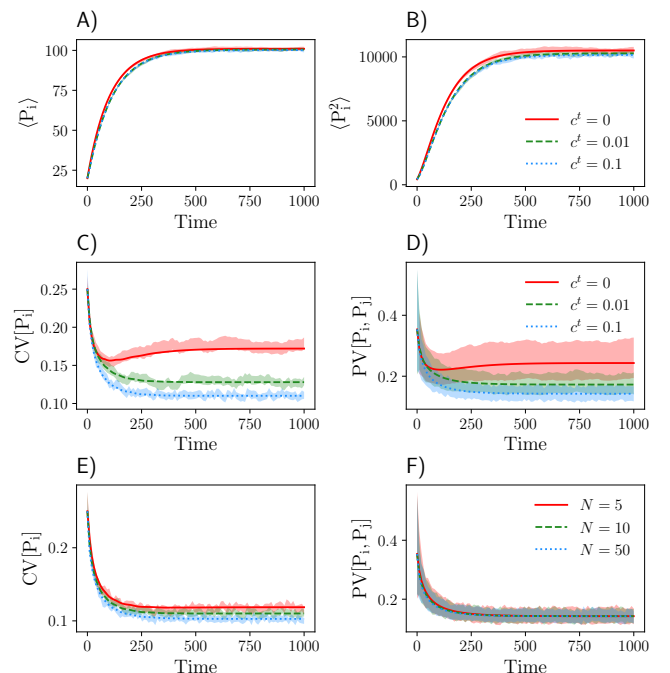 A)
100
75
50
25
⟨P_i⟩
0 250 500 750 1000
Time
B)
10000
5000
0
⟨P_i^2⟩
c^t = 0
c^t = 0.01
c^t = 0.1
0 250 500 750 1000
Time
C)
0.25
0.20
0.15
0.10
CV[P_i]
0 250 500 750 1000
Time
D)
0.4
0.2
PV[P_i, P_j]
c^t = 0
c^t = 0.01
c^t = 0.1
0 250 500 750 1000
Time
E)
0.2
0.1
CV[P_i]
0 250 500 750 1000
Time
F)
0.4
0.2
PV[P_i, P_j]
N = 5
N = 10
N = 50
0 250 500 750 1000
Time